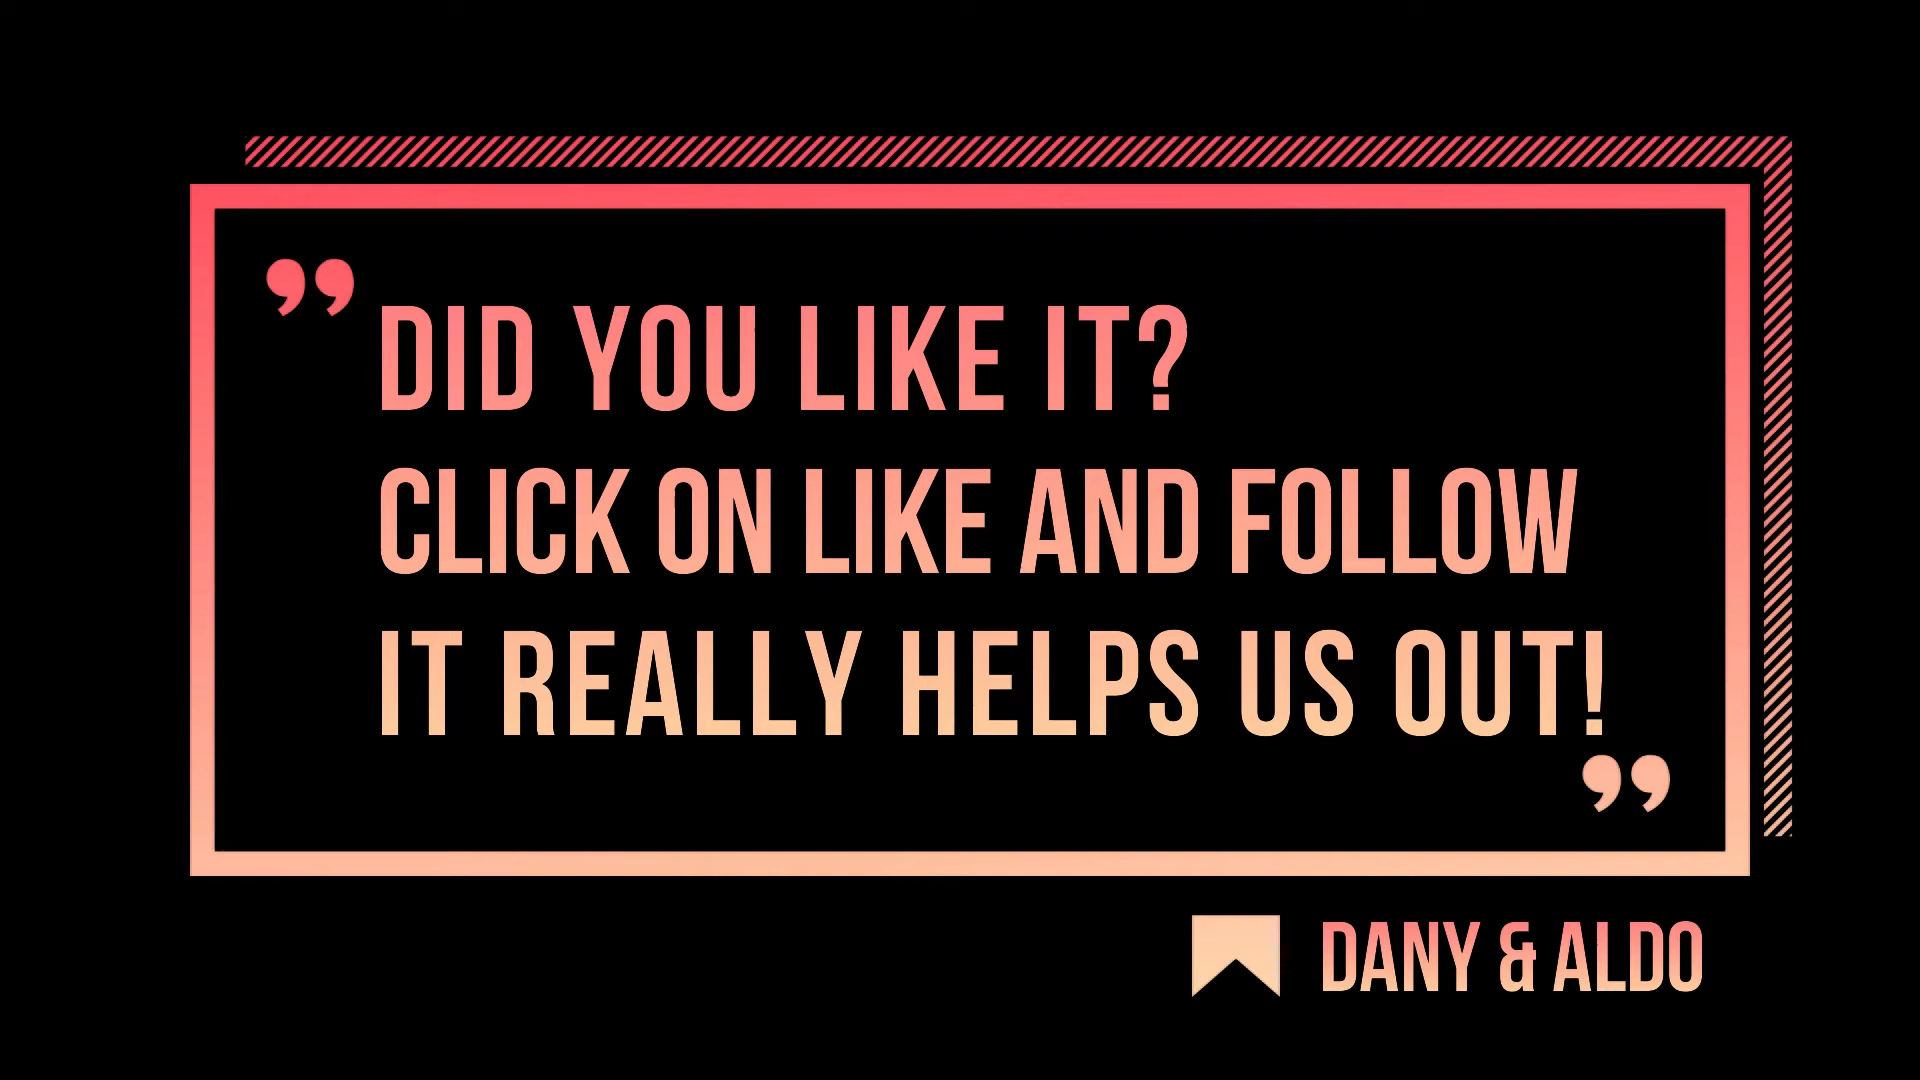 ”DID YOU LIKE IT?
CLICK ON LIKE AND FOLLOW
IT REALLY HELPS US OUT!
”
DANY & ALDO